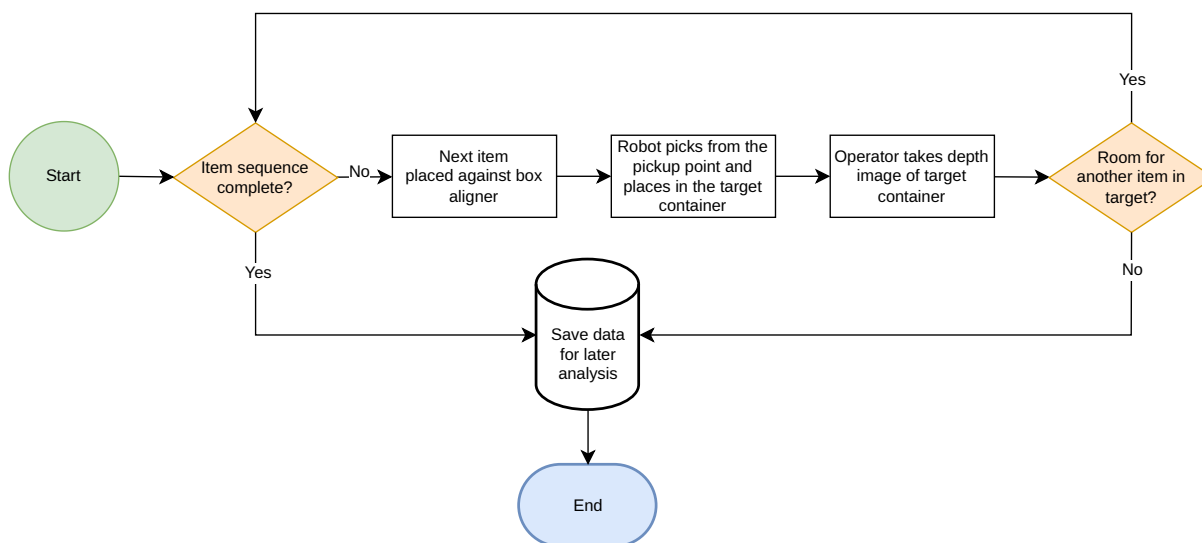 Yes
Start
Item sequence
complete?
No
Next item
placed against box
aligner
Robot picks from the
pickup point and
places in the target
container
Operator takes depth
image of target
container
Room for
another item in
target?
Yes
No
Save data
for later
analysis
End